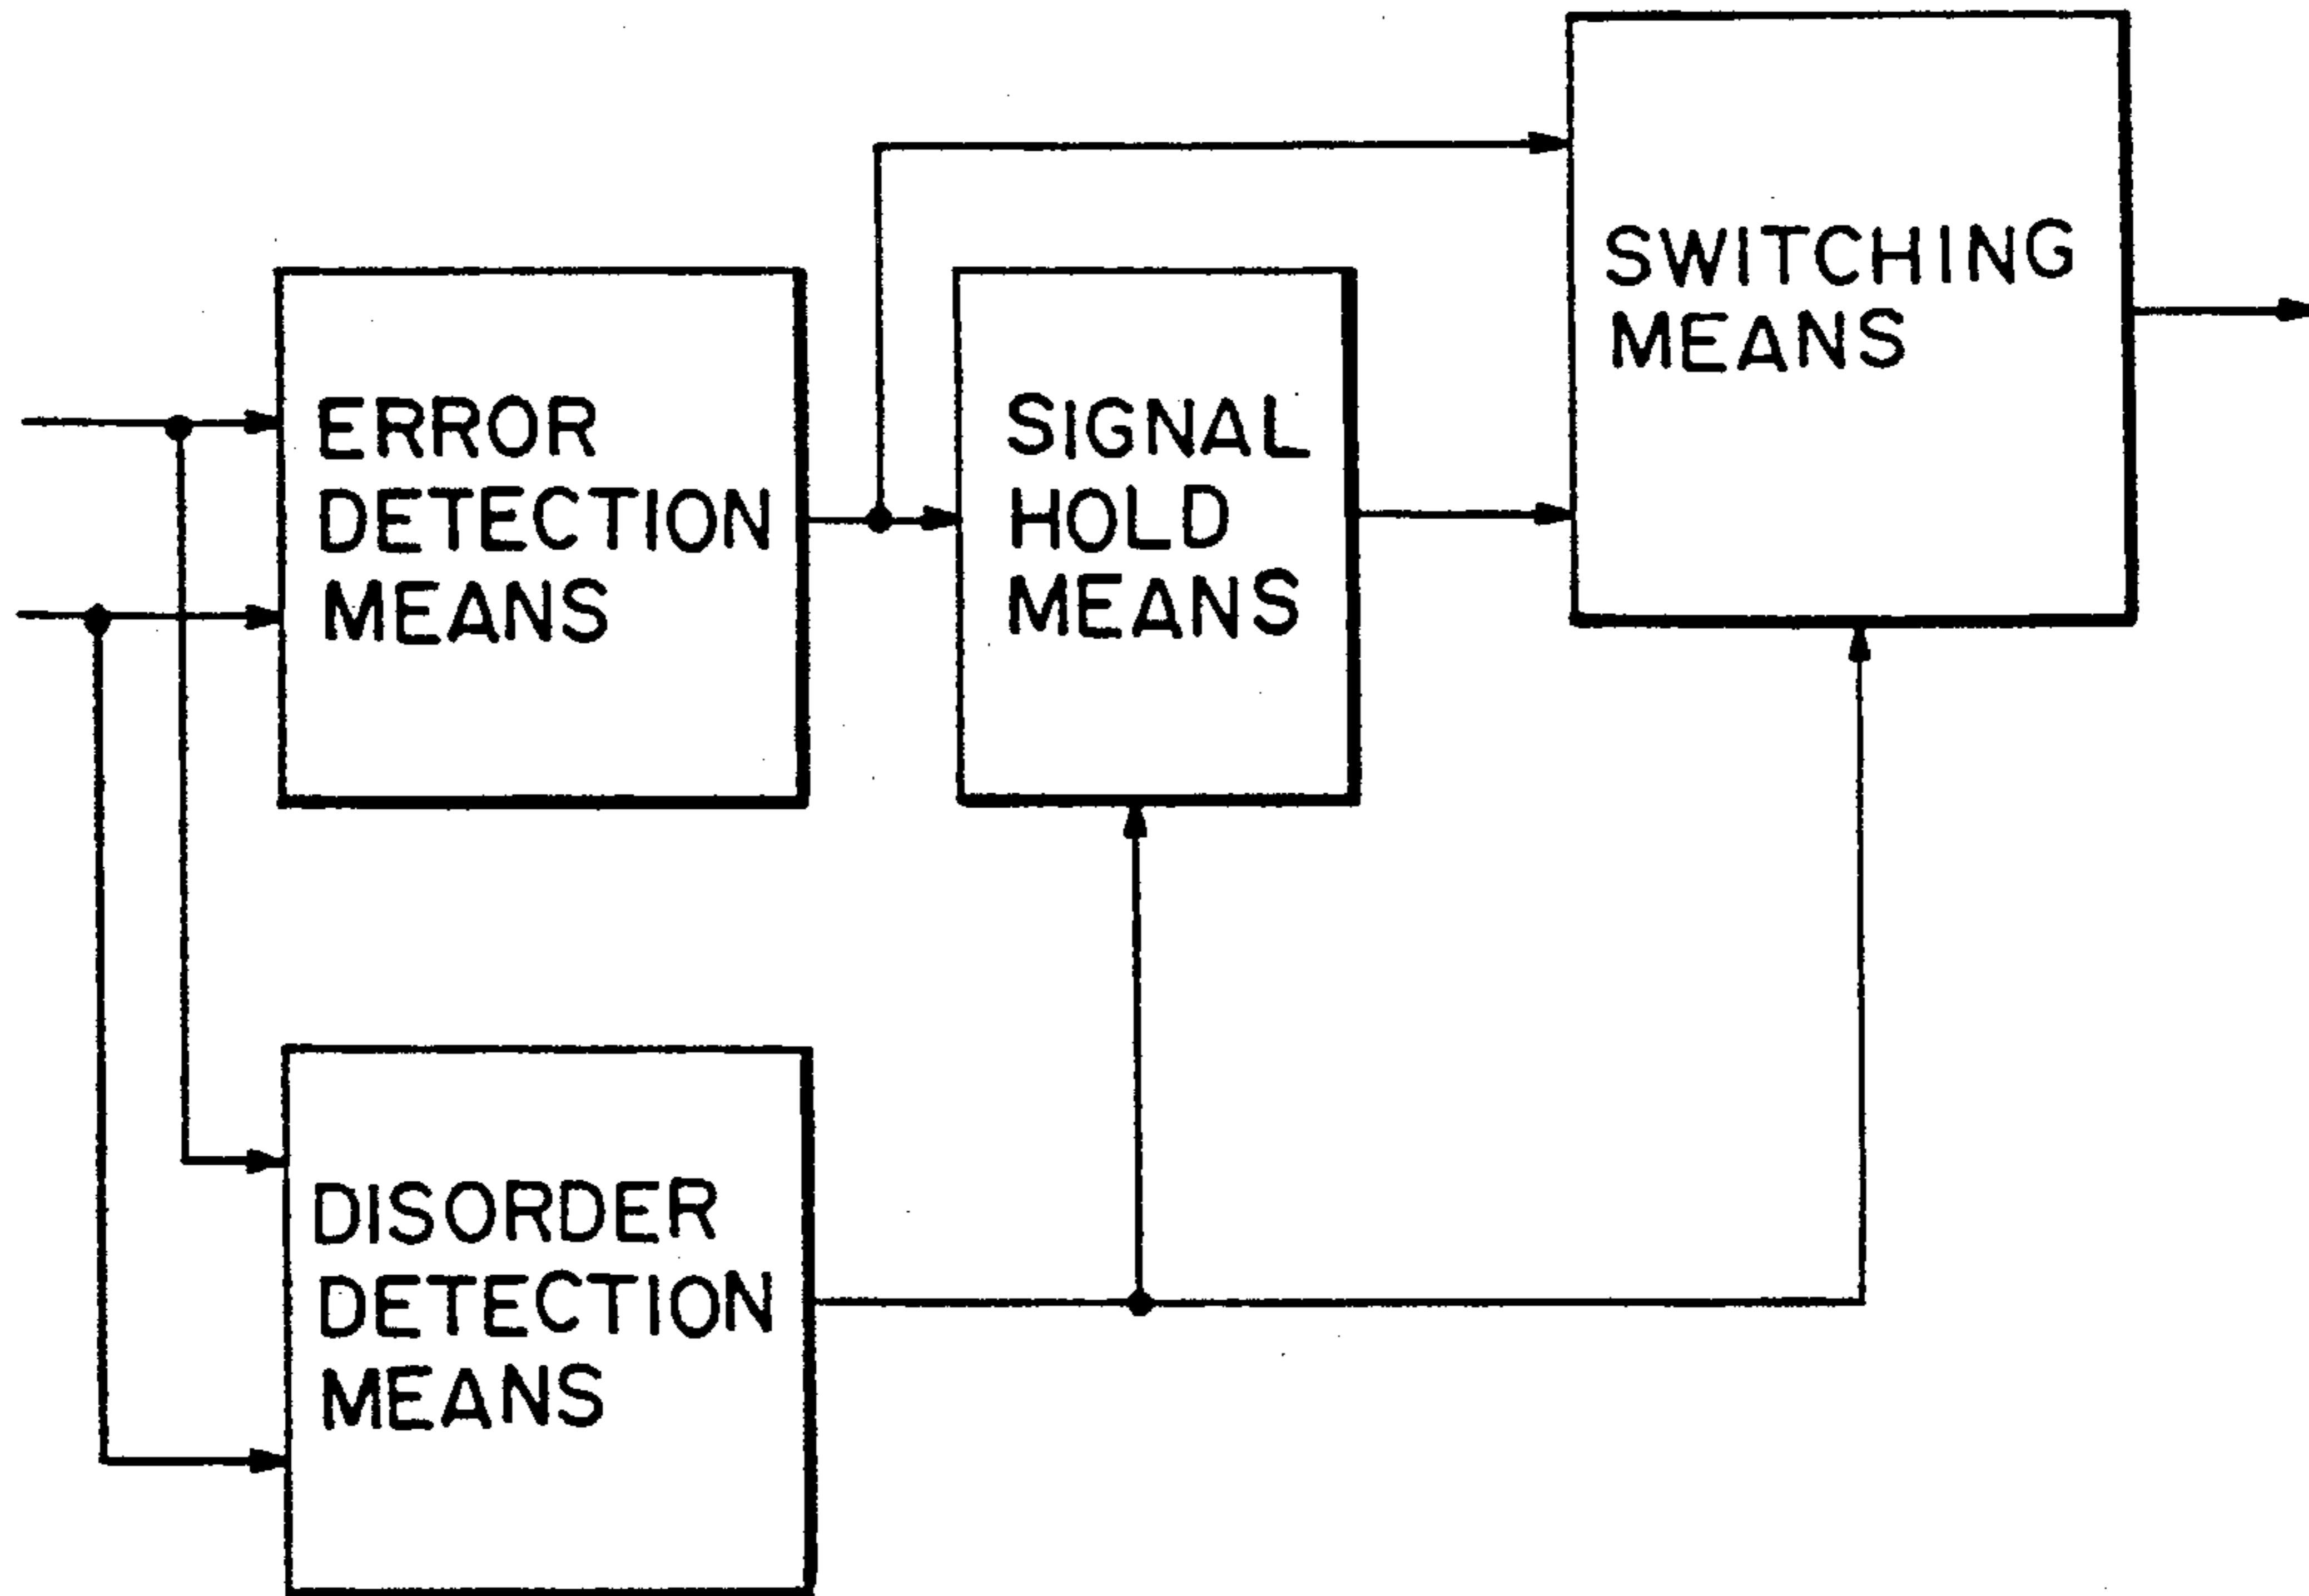 SWITCHING
MEANS
ERROR
DETECTION
MEANS
SIGNAL
HOLD
MEANS
DISORDER
DETECTION
MEANS